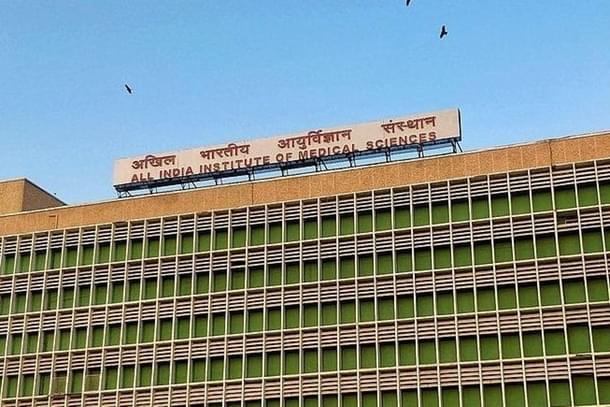 अखिल भारतीय आयुर्विज्ञान संस्थान
ALL INDIA INSTITUTE OF MEDICAL SCIENCES